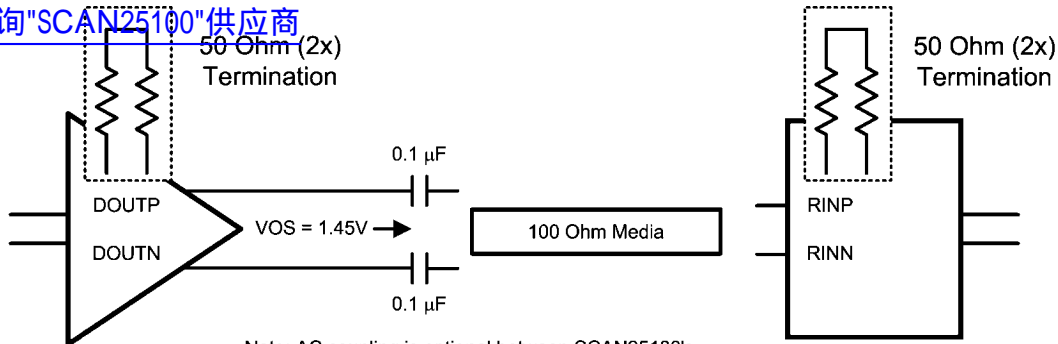 询"SCAN25100"供应商
50 Ohm (2x)
Termination
50 Ohm (2x)
Termination
0.1 µF
DOUTP
VOS = 1.45V
DOUTN
100 Ohm Media
RINP
RINN
0.1 µF
Note: AC coupling is optional between SCAN25100's